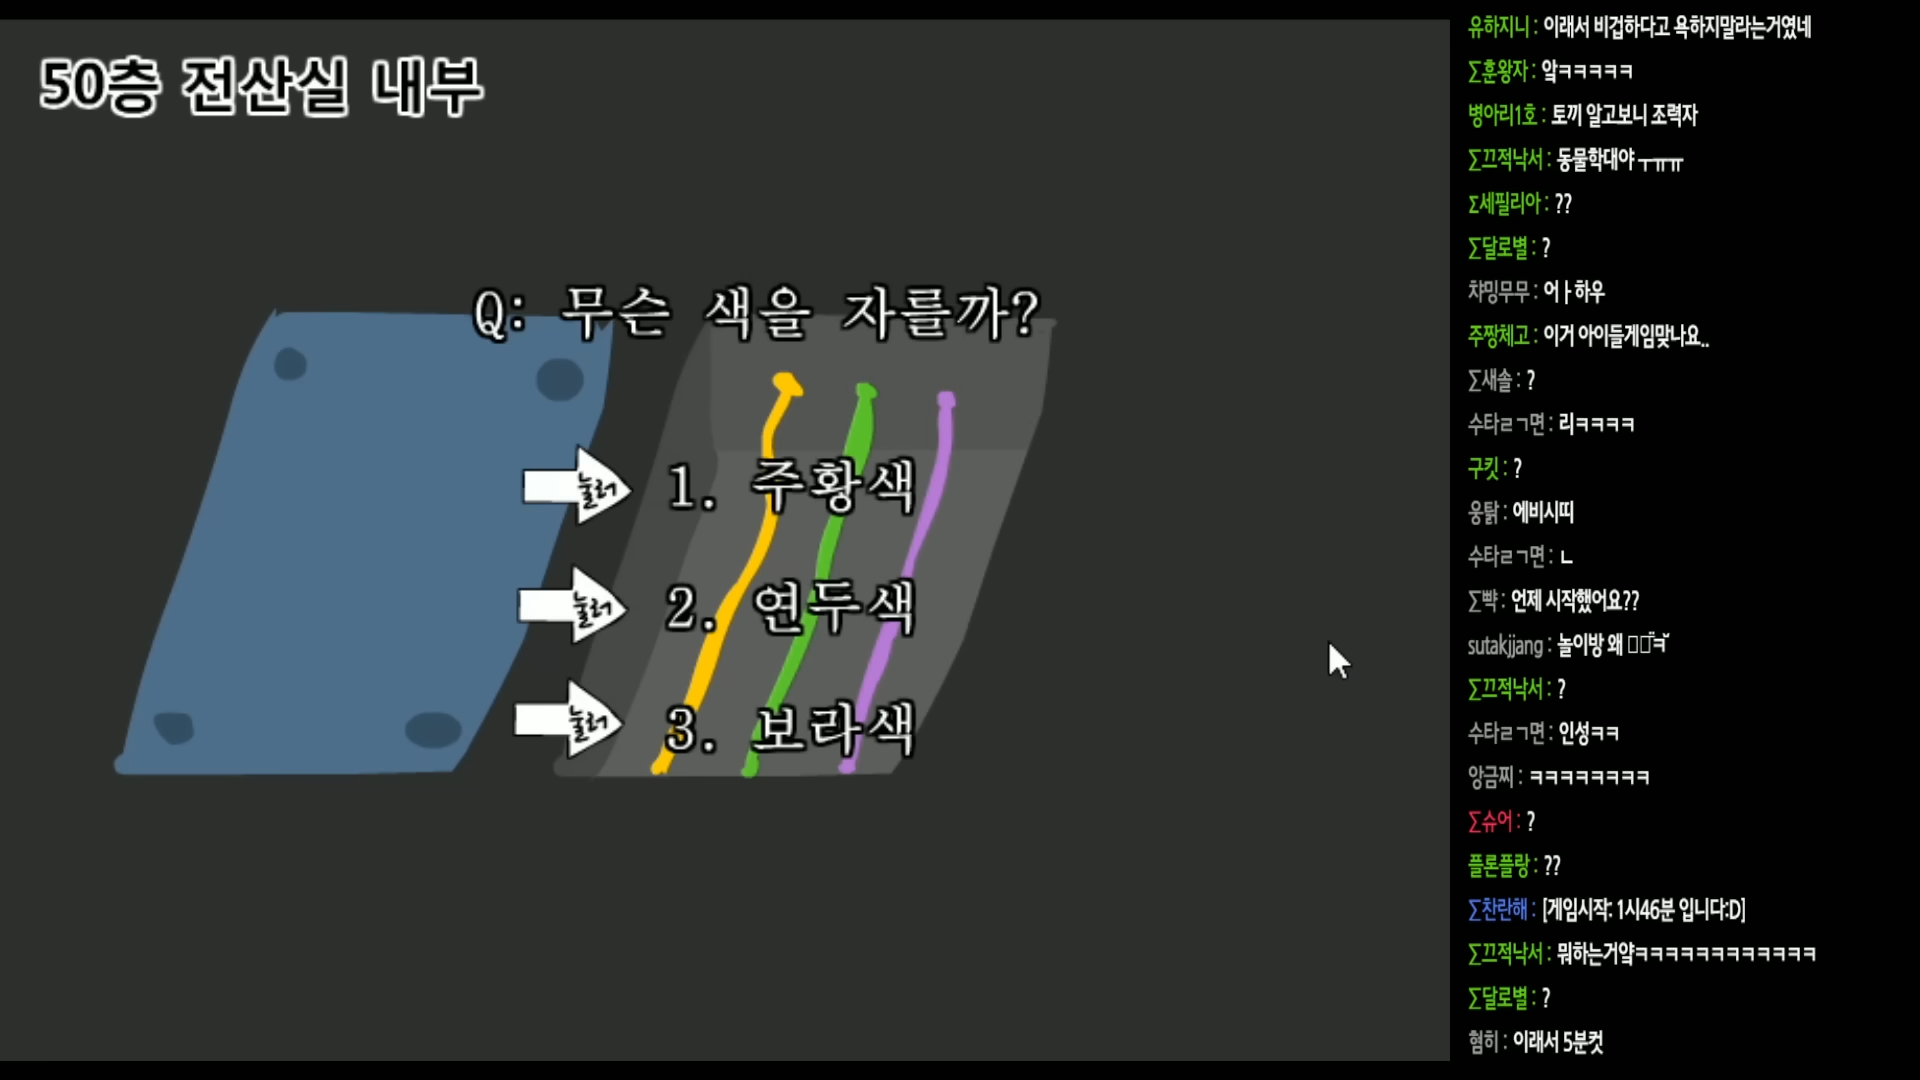 50층 전산실 내부
Q: 무슨 색을 자를까?
눌러 1. 주황색
눌러 2. 연두색
눌러 3. 보라색
유하지니 : 이래서 비겁하다고 욕하지말라는거였네
∑훈왕자 : 앜ㅋㅋㅋㅋㅋ
병아리1호 : 토끼 알고보니 조력자
∑끄적낙서 : 동물학대야ㅜㅠㅠ
∑세필리아 : ??
∑달로별 : ?
챠밍무무 : 어ㅏ하우
주짱체고 : 이거 아이들게임맞나요..
∑새솔 : ?
수타ㄹㄱ면 : 리ㅋㅋㅋㅋ
구킷 : ?
웅탉 : 에비시띠
수타ㄹㄱ면 : ㄴ
∑뺙 : 언제 시작했어요??
sutakjjang : 놀이방 왜
∑끄적낙서 : ?
수타ㄹㄱ면 : 인성ㅋㅋ
앙금찌 : ㅋㅋㅋㅋㅋㅋㅋㅋ
∑슈어 : ?
플론플랑 : ??
∑찬란해 : [게임시작: 1시46분 입니다:D]
∑끄적낙서 : 뭐하는거얔ㅋㅋㅋㅋㅋㅋㅋㅋㅋㅋㅋㅋ
∑달로별 : ?
혐히 : 이래서 5분컷